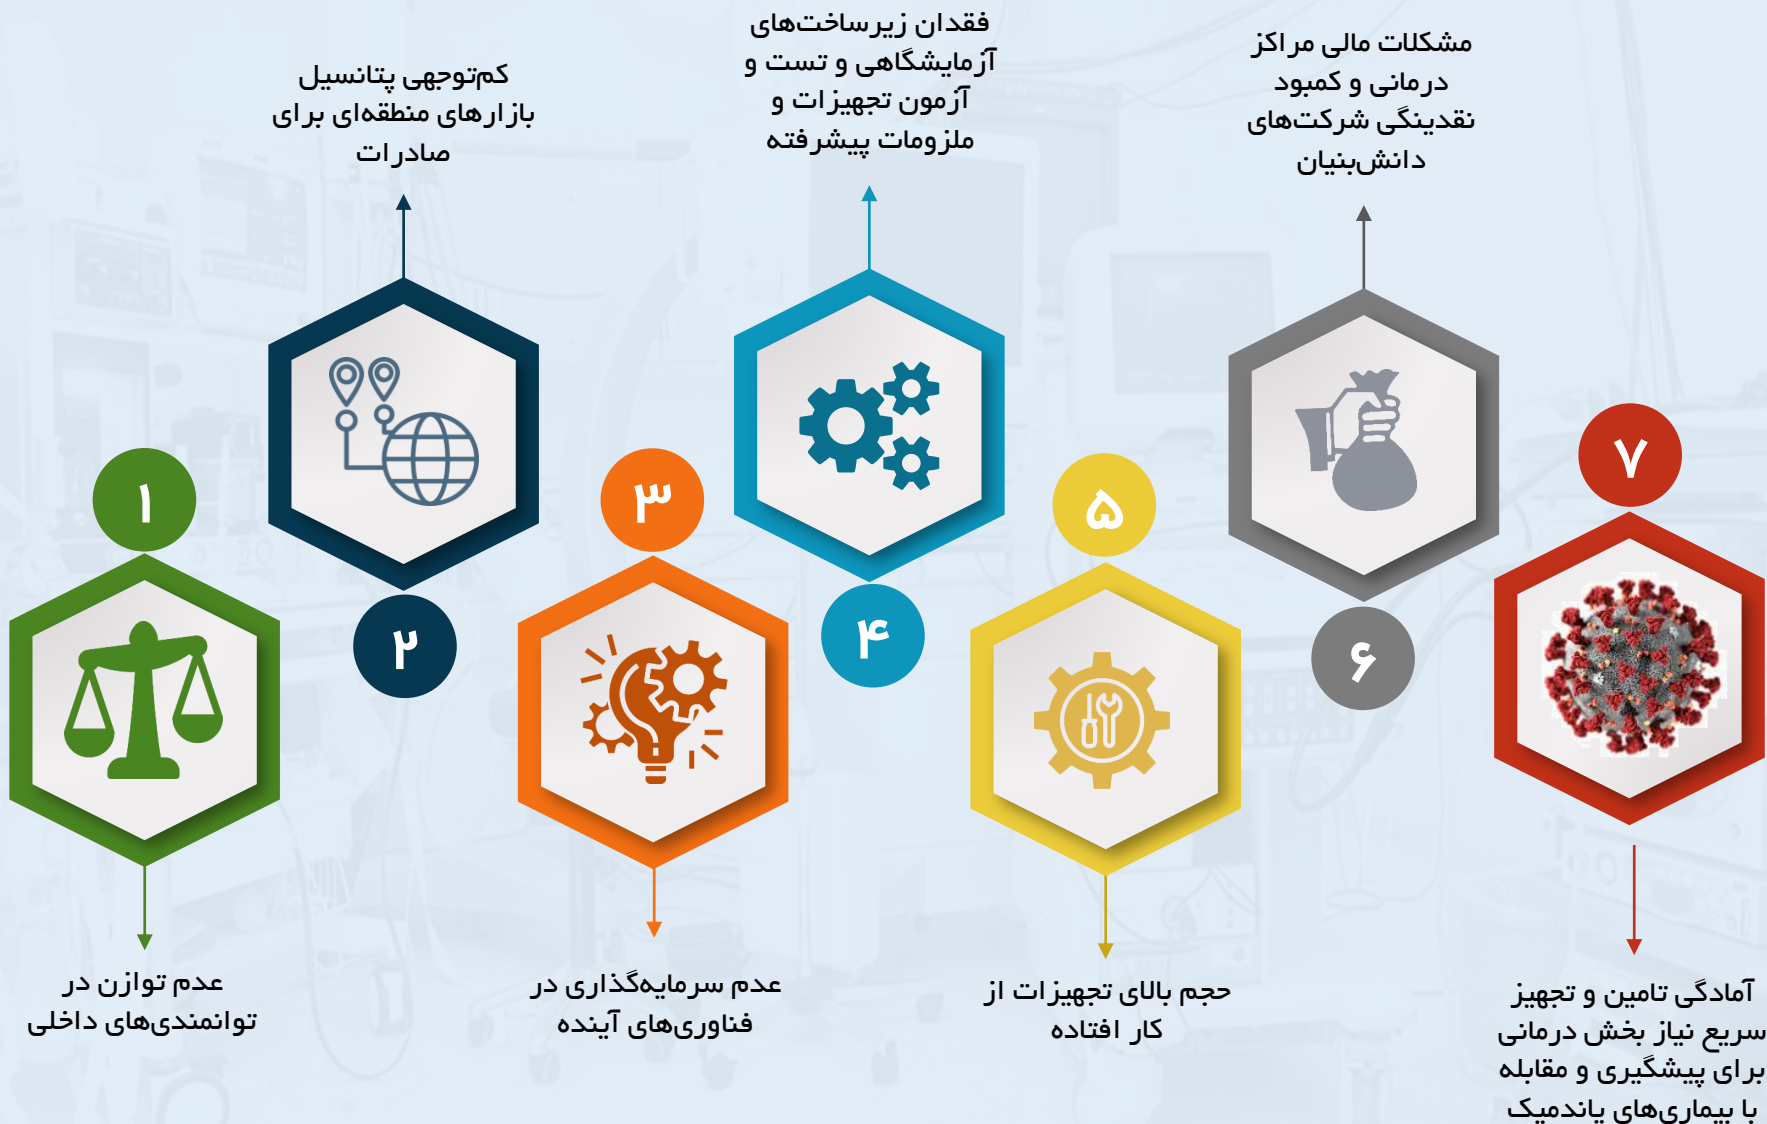 ۱
عدم توازن در
توانمندی‌های داخلی
۲
کم‌توجهی پتانسیل
بازارهای منطقه‌ای برای
صادرات
۳
عدم سرمایه‌گذاری در
فناوری‌های آینده
۴
فقدان زیرساخت‌های
آزمایشگاهی و تست و
آزمون تجهیزات و
ملزومات پیشرفته
۵
حجم بالای تجهیزات از
کار افتاده
۶
مشکلات مالی مراکز
درمانی و کمبود
نقدینگی شرکت‌های
دانش‌بنیان
۷
آمادگی تامین و تجهیز
سریع نیاز بخش درمانی
برای پیشگیری و مقابله
با بیماری‌های پاندمیک